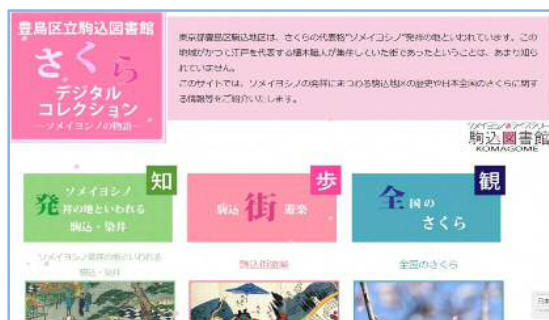 豊島区立駒込図書館
さくら
デジタル
コレクション
―ソメイヨシノの物語―
東京都豊島区駒込地区は、さくらの代表格"ソメイヨシノ"発祥の地といわれています。この
地域がかつて江戸を代表する植木職人が集住していた街であったということは、あまり知
られていません。
このサイトでは、ソメイヨシノの発祥にまつわる駒込地区の歴史や日本全国のさくらに関す
る情報等をご紹介いたします。
駒込図書館
KOMAGOME
知
ソメイヨシノ
発祥の地といわれる
駒込・染井
歩
駒込街道楽
観
全国の
さくら
ソメイヨシノ発祥の地といわれる
駒込・染井
駒込街道楽
全国のさくら